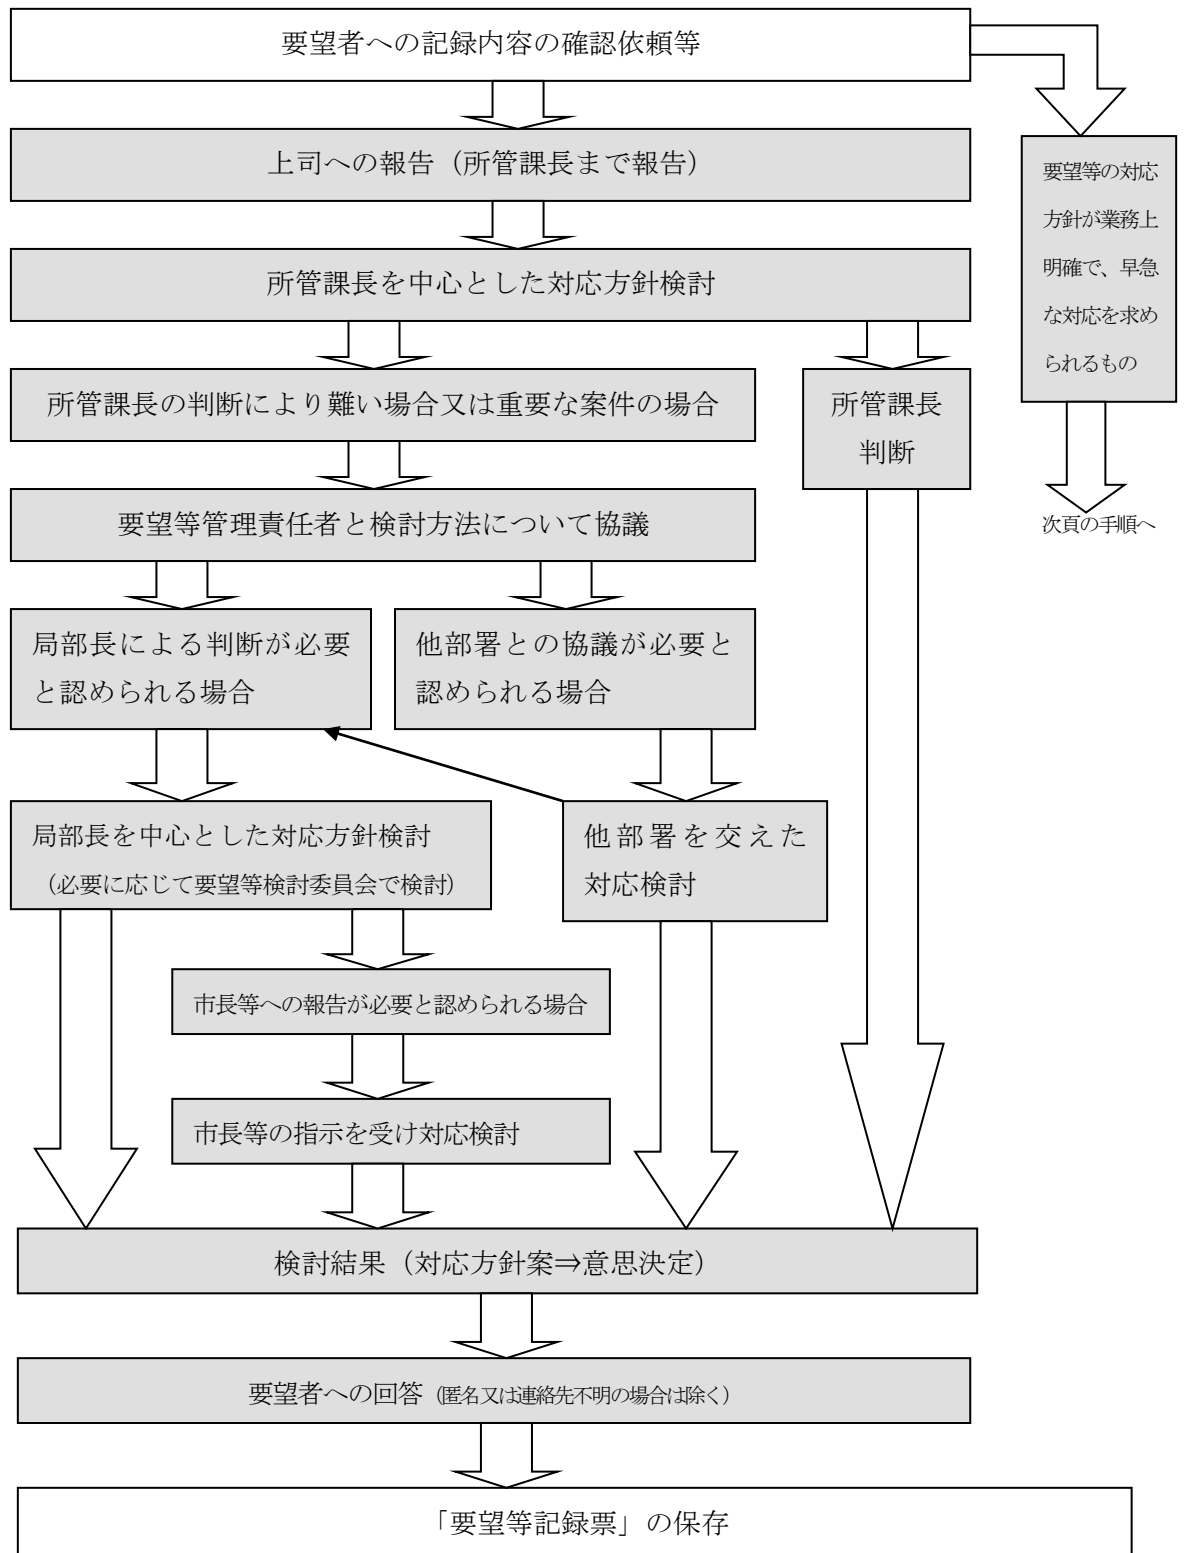 要望者への記録内容の確認依頼等
上司への報告（所管課長まで報告）
要望等の対応
方針が業務上
明確で、早急
な対応を求め
られるもの
次頁の手順へ
所管課長を中心とした対応方針検討
所管課長の判断により難い場合又は重要な案件の場合
所管課長
判断
要望等管理責任者と検討方法について協議
局部長による判断が必要
と認められる場合
他部署との協議が必要と
認められる場合
局部長を中心とした対応方針検討
（必要に応じて要望等検討委員会で検討）
他部署を交えた
対応検討
市長等への報告が必要と認められる場合
市長等の指示を受け対応検討
検討結果（対応方針案⇒意思決定）
要望者への回答（匿名又は連絡先不明の場合は除く）
「要望等記録票」の保存